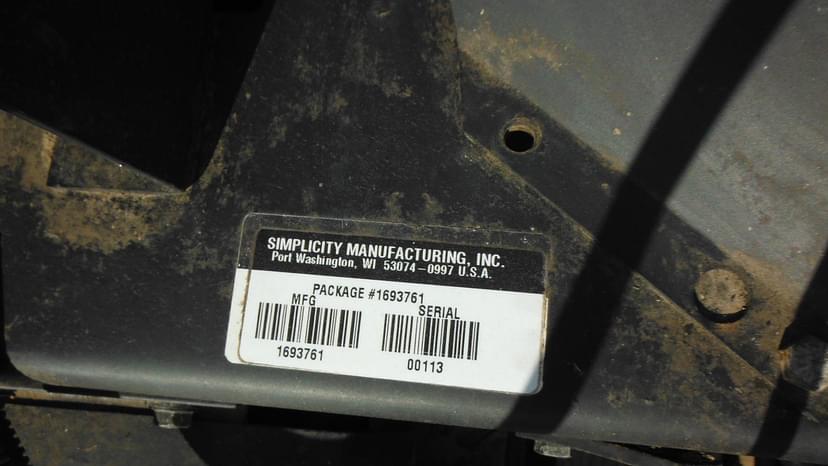 SIMPLICITY MANUFACTURING, INC.
Port Washington, WI 53074-0997 U.S.A.
PACKAGE #1693761
MFG SERIAL
1693761 00113